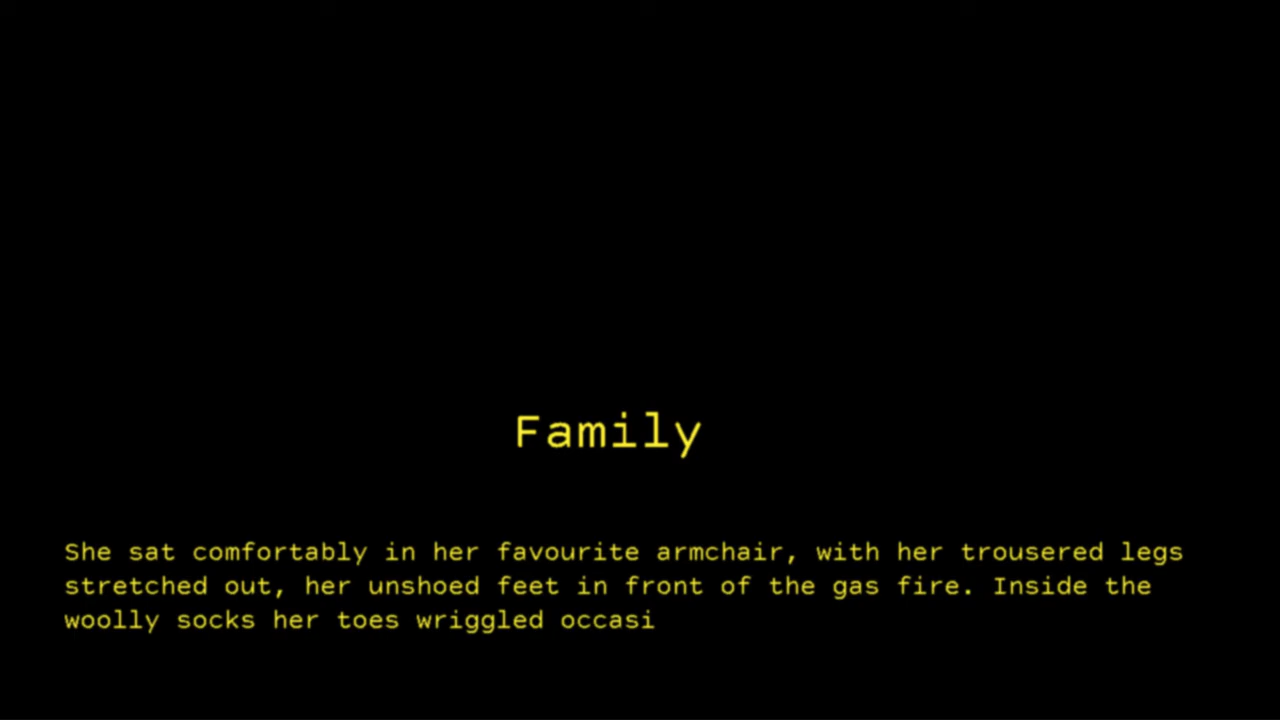 Family
She sat comfortably in her favourite armchair, with her trousered legs
stretched out, her unshoed feet in front of the gas fire. Inside the
woolly socks her toes wriggled occasi